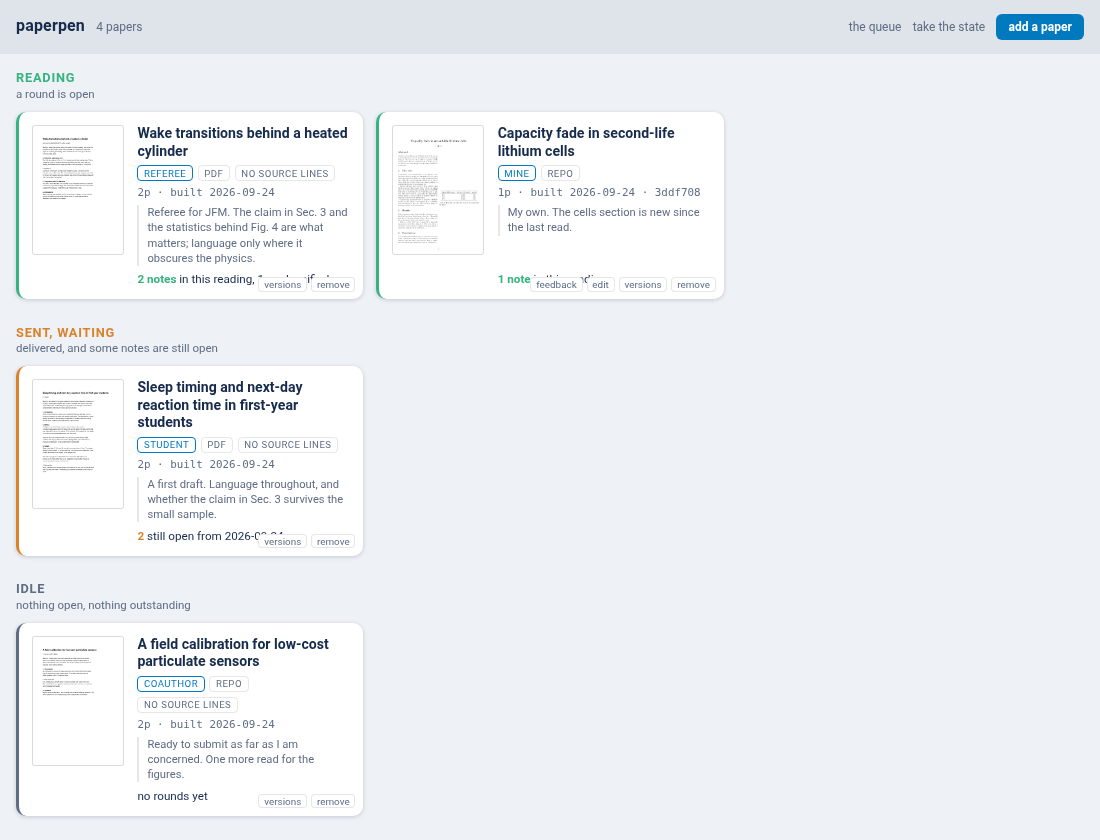 paperpen 4 papers
the queue take the state add a paper
READING
a round is open
Wake transitions behind a heated
cylinder
REFEREE PDF NO SOURCE LINES
2p · built 2026-09-24
Referee for JFM. The claim in Sec. 3 and
the statistics behind Fig. 4 are what
matters; language only where it
obscures the physics.
2 notes in this reading,
versions remove
Capacity fade in second-life
lithium cells
MINE REPO
1p · built 2026-09-24 · 3ddf708
My own. The cells section is new since
the last read.
1 note in this reading
feedback edit versions remove
SENT, WAITING
delivered, and some notes are still open
Sleep timing and next-day
reaction time in first-year
students
STUDENT PDF NO SOURCE LINES
2p · built 2026-09-24
A first draft. Language throughout, and
whether the claim in Sec. 3 survives the
small sample.
2 still open from 2026-09-24
versions remove
IDLE
nothing open, nothing outstanding
A field calibration for low-cost
particulate sensors
COAUTHOR REPO
NO SOURCE LINES
2p · built 2026-09-24
Ready to submit as far as I am
concerned. One more read for the
figures.
no rounds yet
versions remove